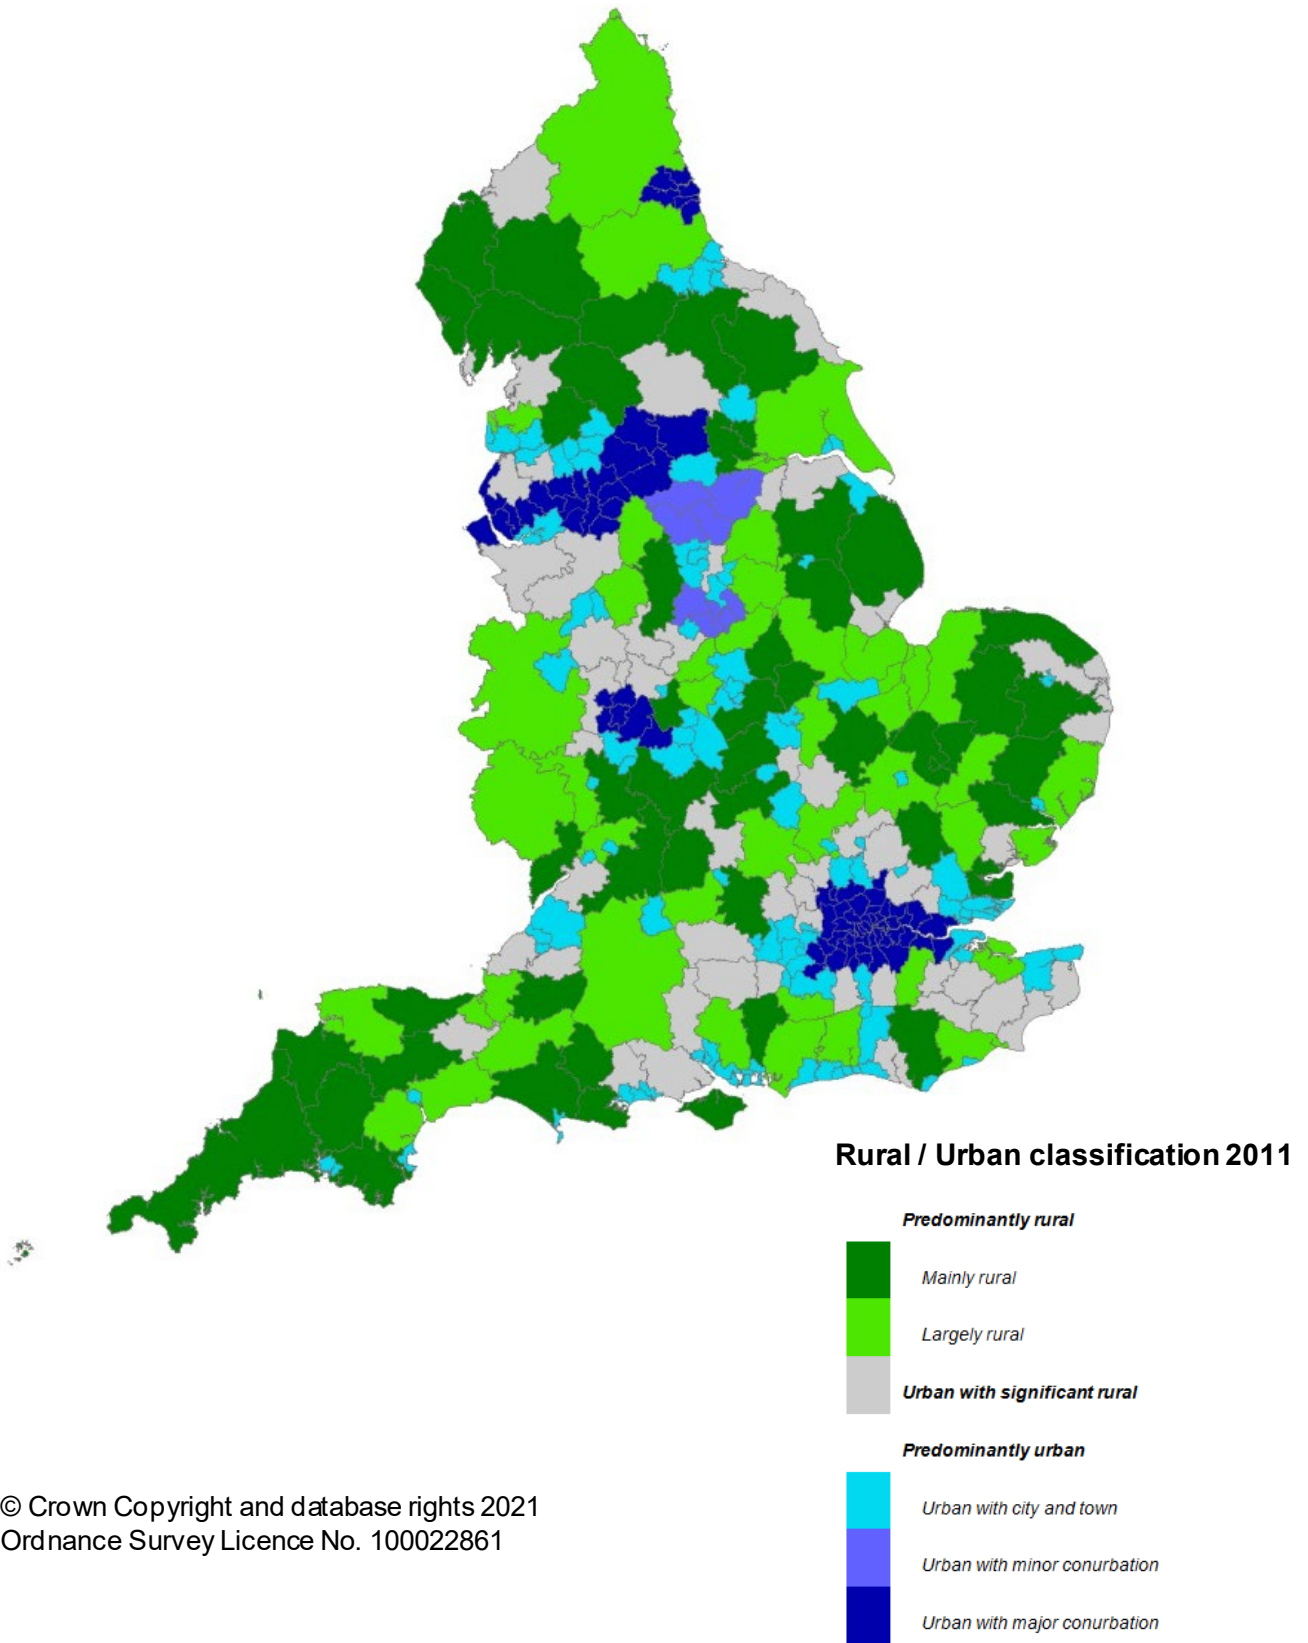 Rural / Urban classification 2011
Predominantly rural
Mainly rural
Largely rural
Urban with significant rural
Predominantly urban
Urban with city and town
Urban with minor conurbation
Urban with major conurbation
© Crown Copyright and database rights 2021
Ordnance Survey Licence No. 100022861